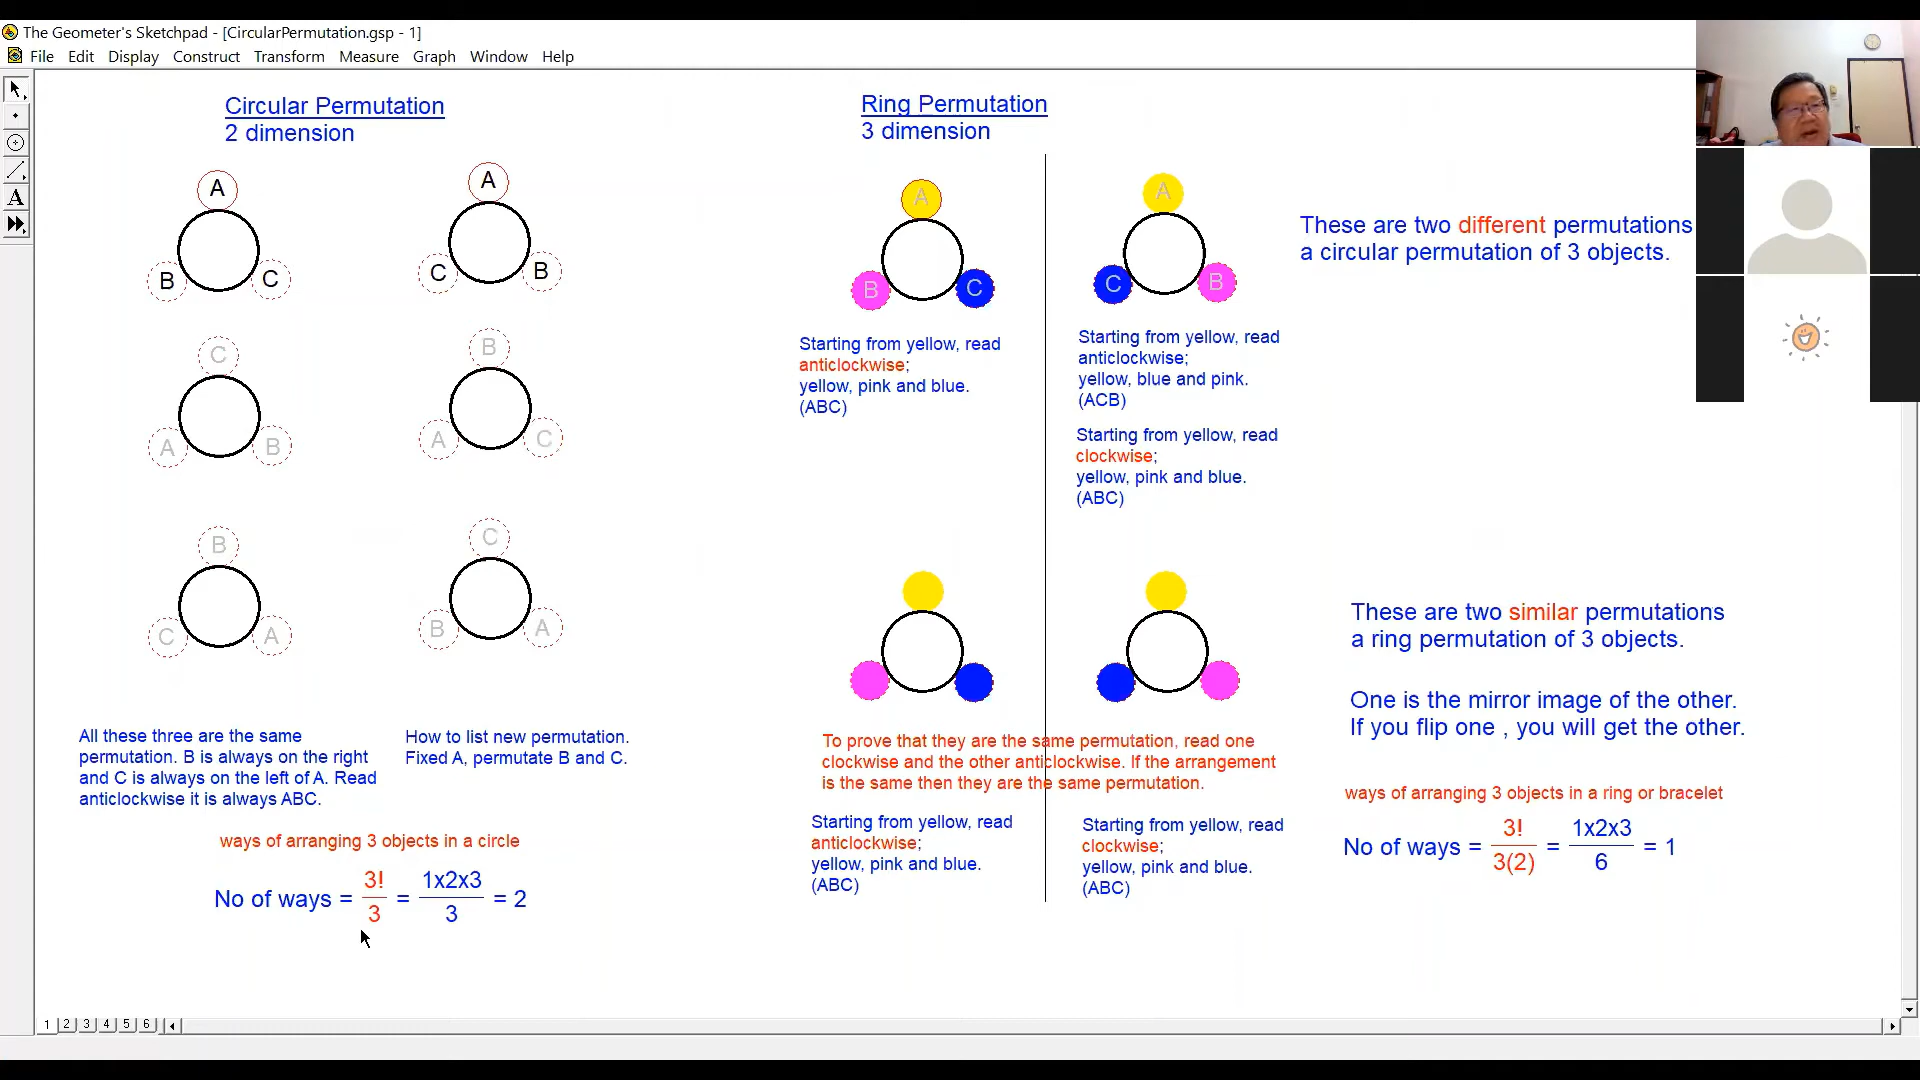 The Geometer's Sketchpad - [CircularPermutation.gsp - 1]
File Edit Display Construct Transform Measure Graph Window Help
Circular Permutation
2 dimension
A
B
C
A
C
B
C
A
B
B
A
C
B
C
A
C
B
A
All these three are the same
permutation. B is always on the right
and C is always on the left of A. Read
anticlockwise it is always ABC.
How to list new permutation.
Fixed A, permutate B and C.
ways of arranging 3 objects in a circle
No of ways = 3!/3 = 1x2x3/3 = 2
Ring Permutation
3 dimension
A
B
C
A
C
B
Starting from yellow, read
anticlockwise;
yellow, pink and blue.
(ABC)
Starting from yellow, read
anticlockwise;
yellow, blue and pink.
(ACB)
Starting from yellow, read
clockwise;
yellow, pink and blue.
(ABC)
These are two different permutations
a circular permutation of 3 objects.
To prove that they are the same permutation, read one
clockwise and the other anticlockwise. If the arrangement
is the same then they are the same permutation.
Starting from yellow, read
anticlockwise;
yellow, pink and blue.
(ABC)
Starting from yellow, read
clockwise;
yellow, pink and blue.
(ABC)
These are two similar permutations
a ring permutation of 3 objects.
One is the mirror image of the other.
If you flip one , you will get the other.
ways of arranging 3 objects in a ring or bracelet
No of ways = 3!/3(2) = 1x2x3/6 = 1
A
1 2 3 4 5 6